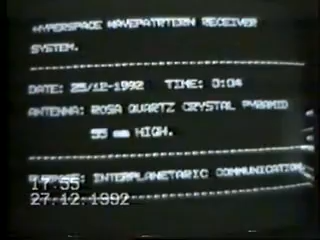 HYPERSPACE WAVEPATRTERN RECEIVER
SYSTEM.
DATE: 25/12-1992 TIME: 0:04
ANTENNA: ROSA QUARTZ CRYSTAL PYRAMID
55 mm HIGH.
INTERPLANETARIC COMMUNICATION
17:55
27.12.1992